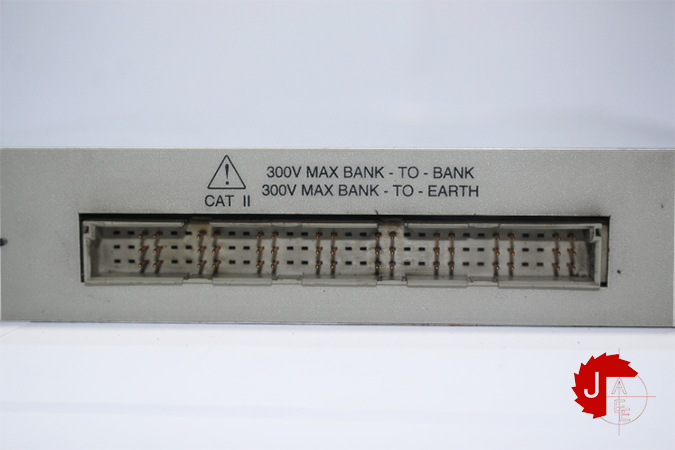 300V MAX BANK - TO - BANK
300V MAX BANK - TO - EARTH
CAT II
J
A